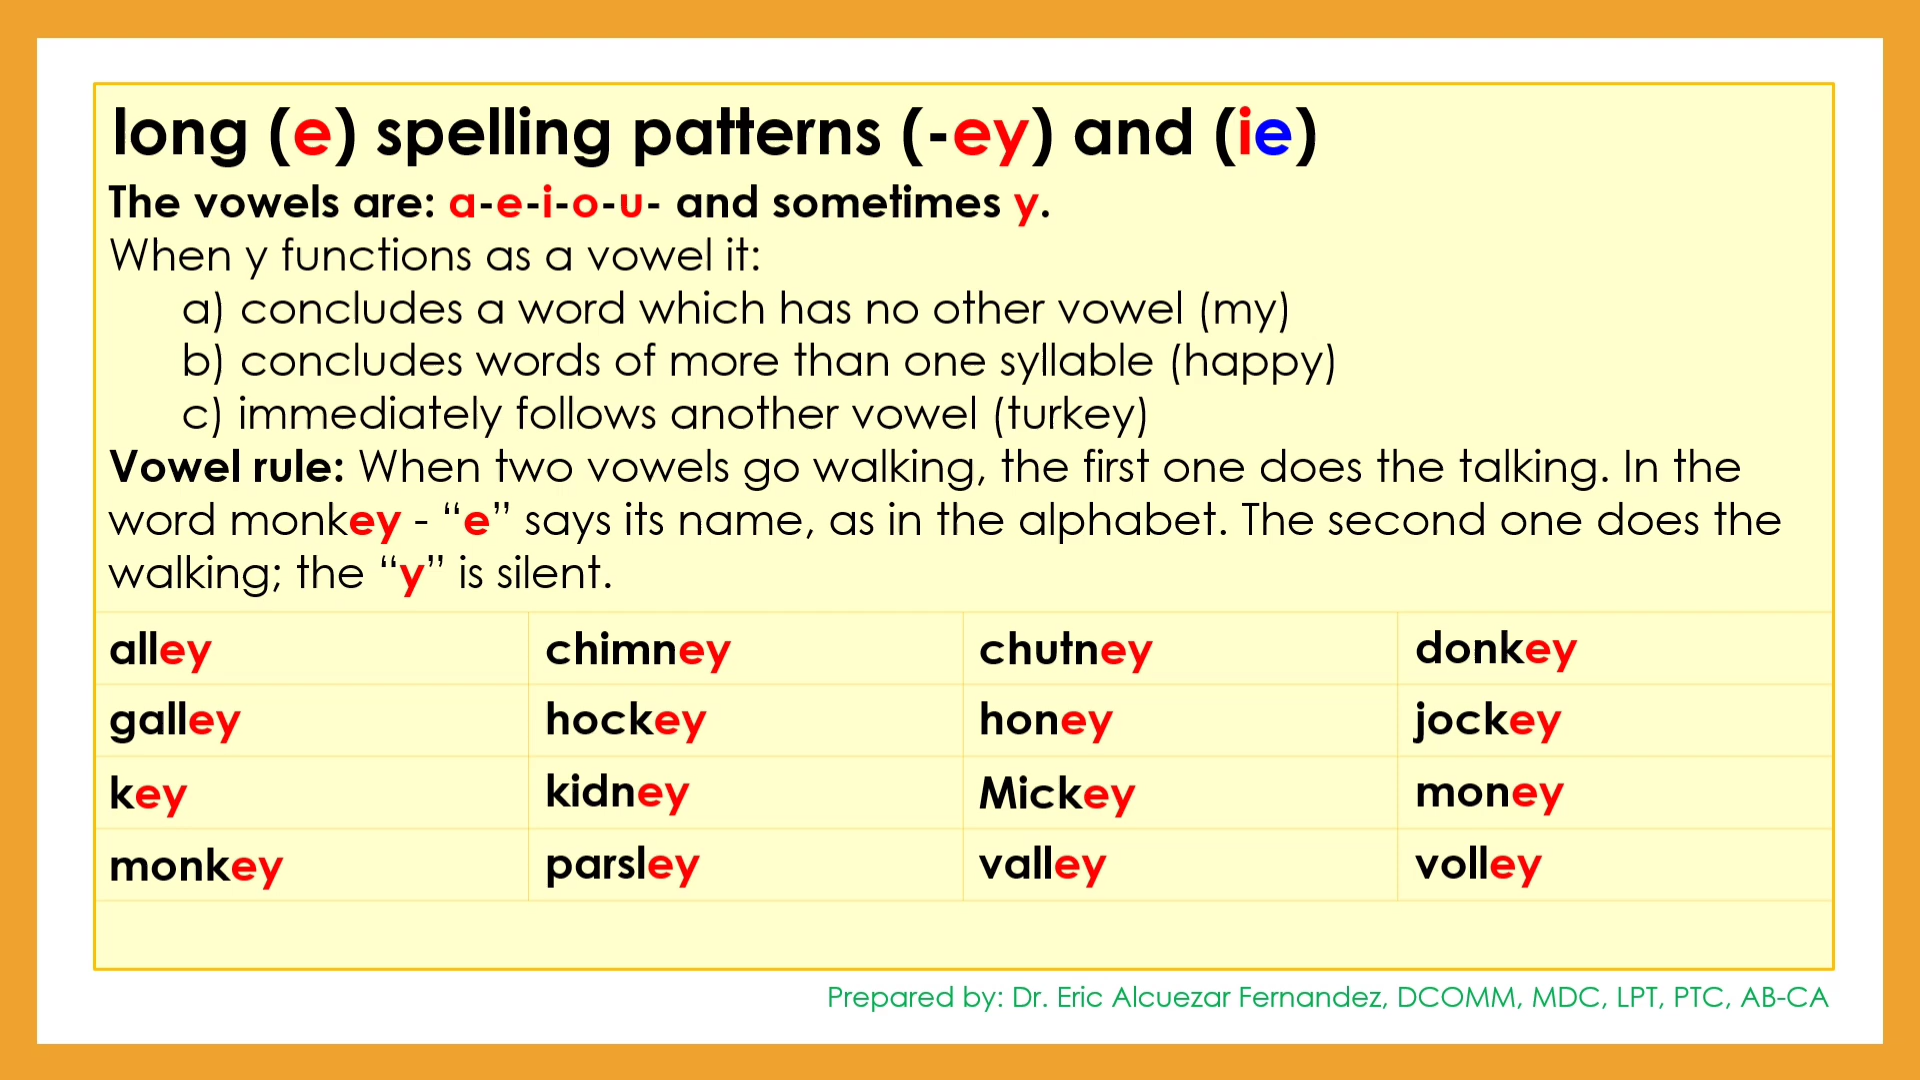 long (e) spelling patterns (-ey) and (ie)
The vowels are: a-e-i-o-u- and sometimes y.
When y functions as a vowel it:
a) concludes a word which has no other vowel (my)
b) concludes words of more than one syllable (happy)
c) immediately follows another vowel (turkey)
Vowel rule: When two vowels go walking, the first one does the talking. In the
word monkey - “e” says its name, as in the alphabet. The second one does the
walking; the “y” is silent.
alley chimney chutney donkey
galley hockey honey jockey
key kidney Mickey money
monkey parsley valley volley
Prepared by: Dr. Eric Alcuezar Fernandez, DCOMM, MDC, LPT, PTC, AB-CA